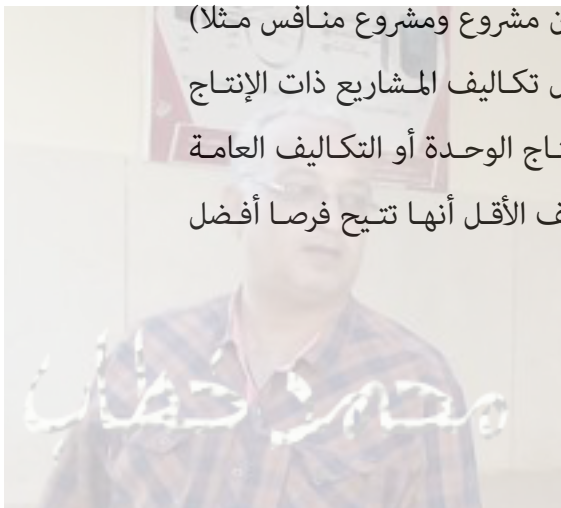 ن مشروع ومشروع منافس مثلا)
ل تكاليف المشاريع ذات الإنتاج
تاج الوحدة أو التكاليف العامة
ف الأقل أنها تتيح فرصا أفضل
محمد خطاب